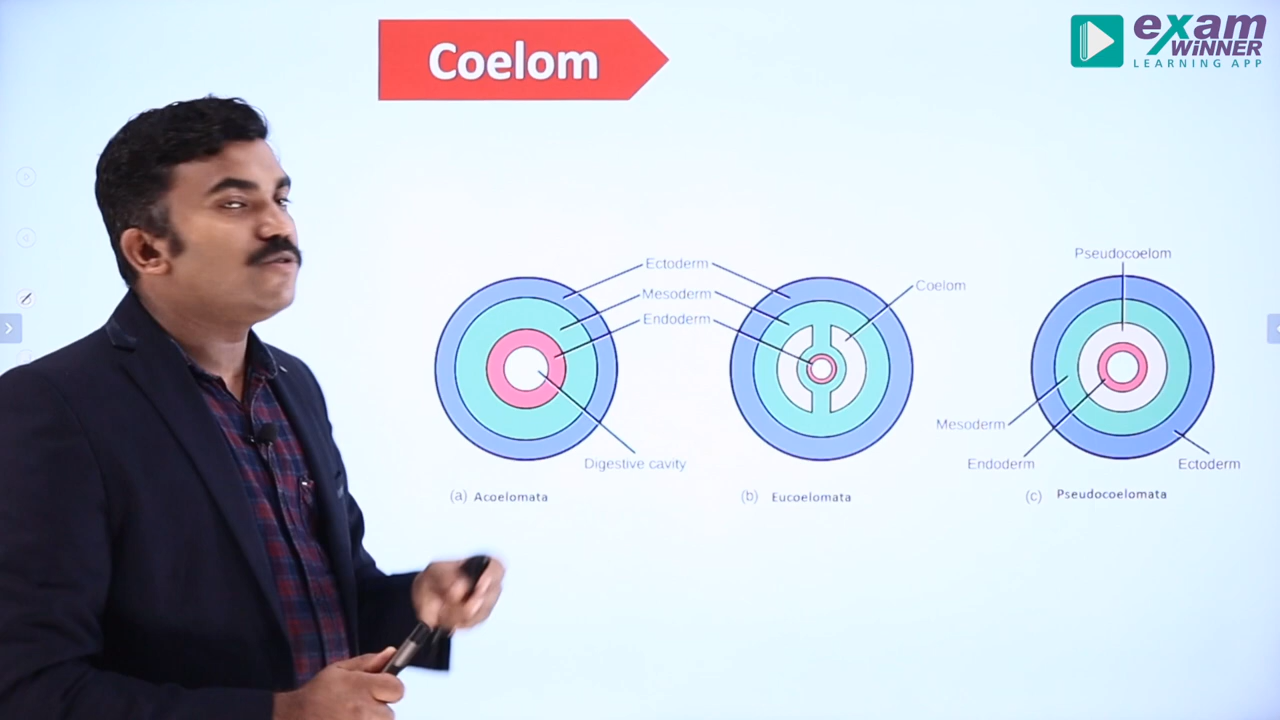 Coelom
exam
WiNNER
LEARNING APP
Pseudocoelom
Ectoderm
Coelom
Mesoderm
Endoderm
Mesoderm
Digestive cavity
Endoderm
Ectoderm
(a) Acoelomata
(b) Eucoelomata
(c) Pseudocoelomata